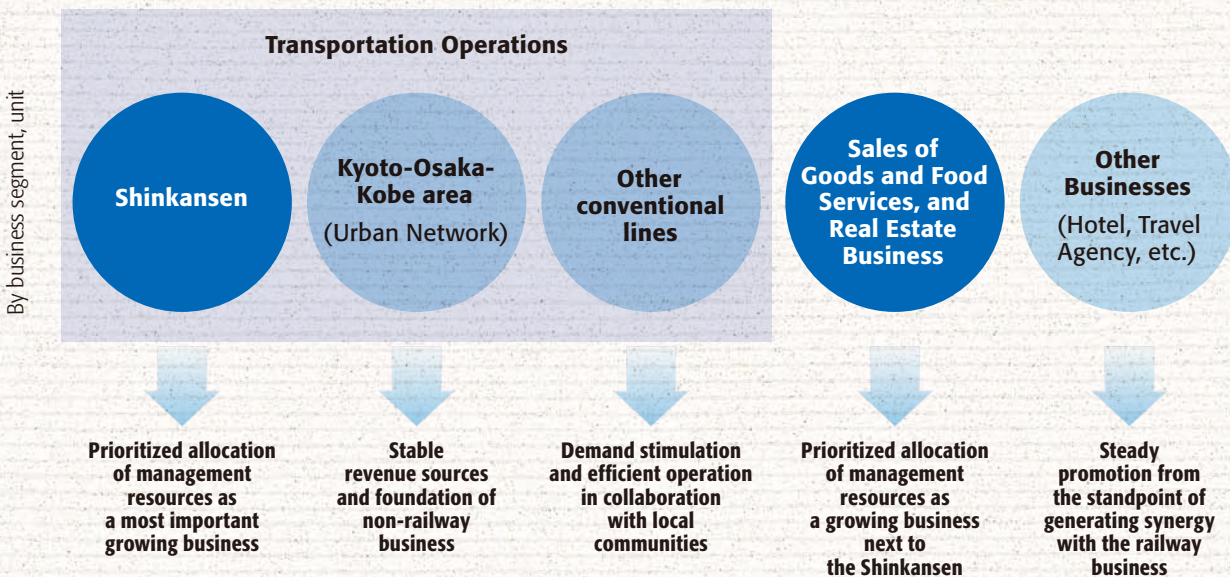 Transportation Operations
By business segment, unit
Shinkansen
Kyoto-Osaka-
Kobe area
(Urban Network)
Other
conventional
lines
Sales of
Goods and Food
Services, and
Real Estate
Business
Other
Businesses
(Hotel, Travel
Agency, etc.)
Prioritized allocation
of management
resources as
a most important
growing business
Stable
revenue sources
and foundation of
non-railway
business
Demand stimulation
and efficient operation
in collaboration
with local
communities
Prioritized allocation
of management
resources as
a growing business
next to
the Shinkansen
Steady
promotion from
the standpoint of
generating synergy
with the railway
business